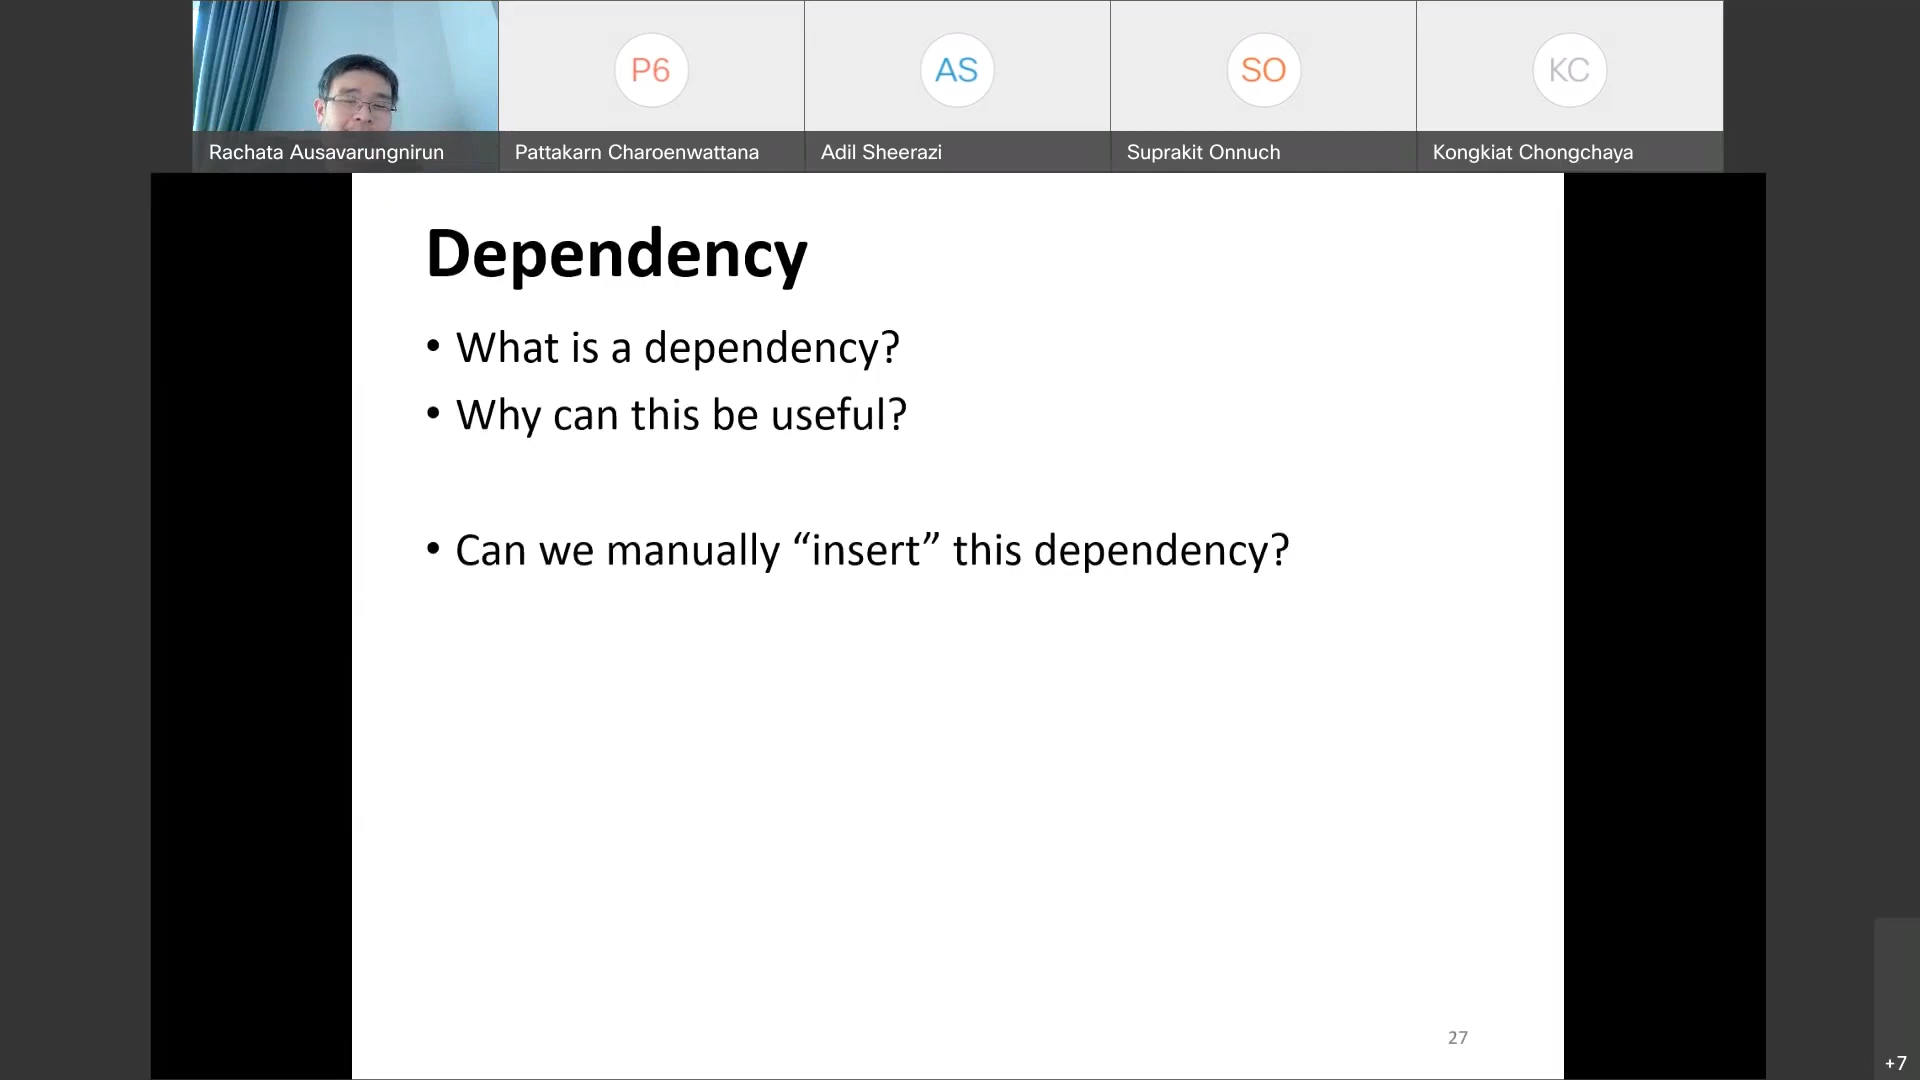 P6
AS
SO
KC
Rachata Ausavarungnirun
Pattakarn Charoenwattana
Adil Sheerazi
Suprakit Onnuch
Kongkiat Chongchaya
Dependency
• What is a dependency?
• Why can this be useful?
• Can we manually “insert” this dependency?
27
+7